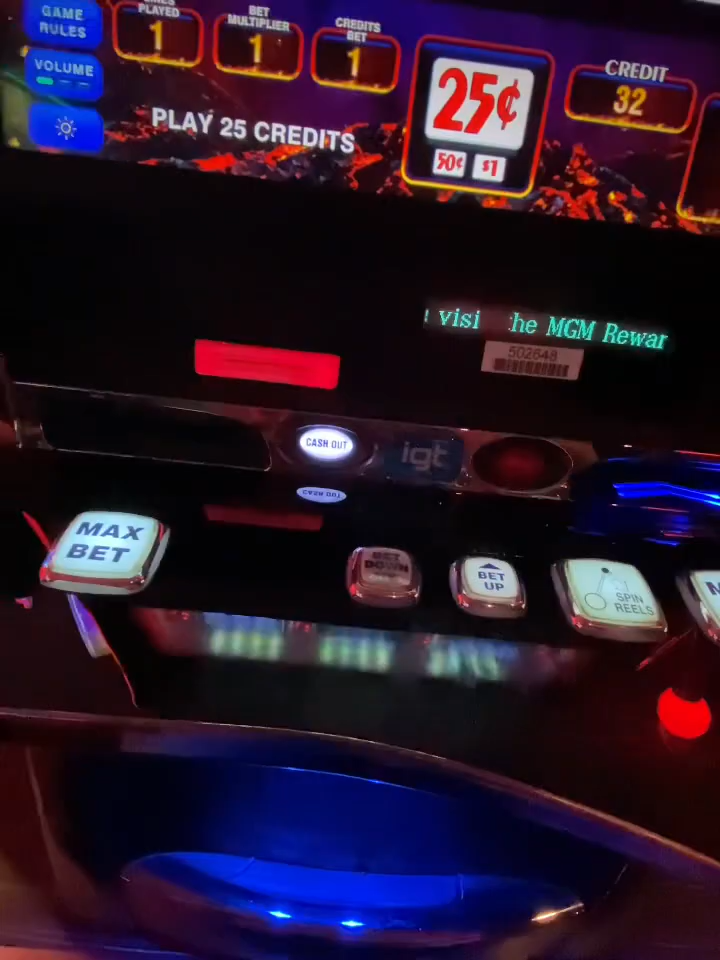 GAME
RULES
VOLUME
PLAYED
1
BET
MULTIPLIER
1
CREDITS
BET
1
25¢
50¢ $1
CREDIT
32
PLAY 25 CREDITS
visi he MGM Rewar
502648
CASH OUT
igt
MAX
BET
BET
DOWN
BET
UP
SPIN
REELS
M